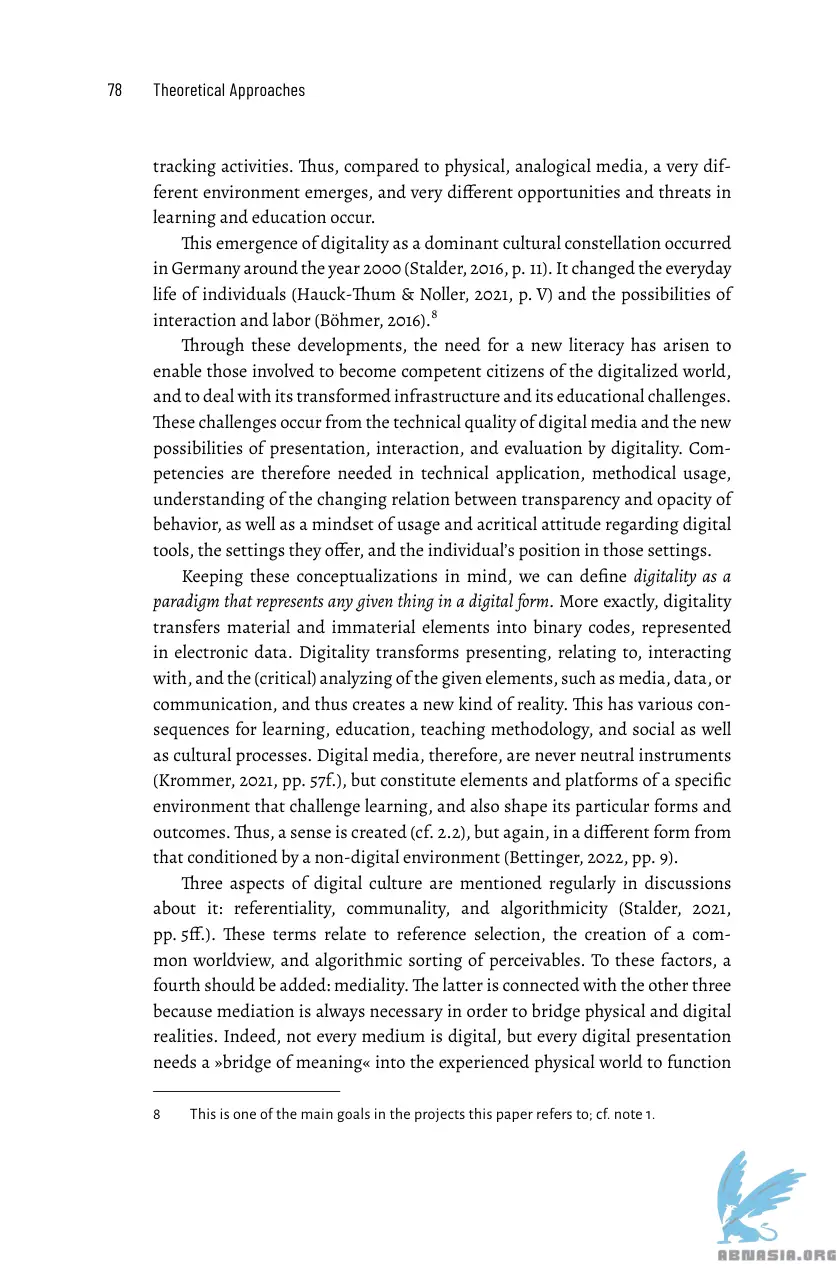 78 Theoretical Approaches
tracking activities. Thus, compared to physical, analogical media, a very dif-
ferent environment emerges, and very different opportunities and threats in
learning and education occur.
This emergence of digitality as a dominant cultural constellation occurred
in Germany around the year 2000 (Stalder, 2016, p. 11). It changed the everyday
life of individuals (Hauck-Thum & Noller, 2021, p. V) and the possibilities of
interaction and labor (Böhmer, 2016).8
Through these developments, the need for a new literacy has arisen to
enable those involved to become competent citizens of the digitalized world,
and to deal with its transformed infrastructure and its educational challenges.
These challenges occur from the technical quality of digital media and the new
possibilities of presentation, interaction, and evaluation by digitality. Com-
petencies are therefore needed in technical application, methodical usage,
understanding of the changing relation between transparency and opacity of
behavior, as well as a mindset of usage and acritical attitude regarding digital
tools, the settings they offer, and the individual’s position in those settings.
Keeping these conceptualizations in mind, we can define digitality as a
paradigm that represents any given thing in a digital form. More exactly, digitality
transfers material and immaterial elements into binary codes, represented
in electronic data. Digitality transforms presenting, relating to, interacting
with, and the (critical) analyzing of the given elements, such as media, data, or
communication, and thus creates a new kind of reality. This has various con-
sequences for learning, education, teaching methodology, and social as well
as cultural processes. Digital media, therefore, are never neutral instruments
(Krommer, 2021, pp. 57f.), but constitute elements and platforms of a specific
environment that challenge learning, and also shape its particular forms and
outcomes. Thus, a sense is created (cf. 2.2), but again, in a different form from
that conditioned by a non-digital environment (Bettinger, 2022, pp. 9).
Three aspects of digital culture are mentioned regularly in discussions
about it: referentiality, communality, and algorithmicity (Stalder, 2021,
pp. 5ff.). These terms relate to reference selection, the creation of a com-
mon worldview, and algorithmic sorting of perceivables. To these factors, a
fourth should be added: mediality. The latter is connected with the other three
because mediation is always necessary in order to bridge physical and digital
realities. Indeed, not every medium is digital, but every digital presentation
needs a »bridge of meaning« into the experienced physical world to function
8 This is one of the main goals in the projects this paper refers to; cf. note 1.
ABNASIA.ORG